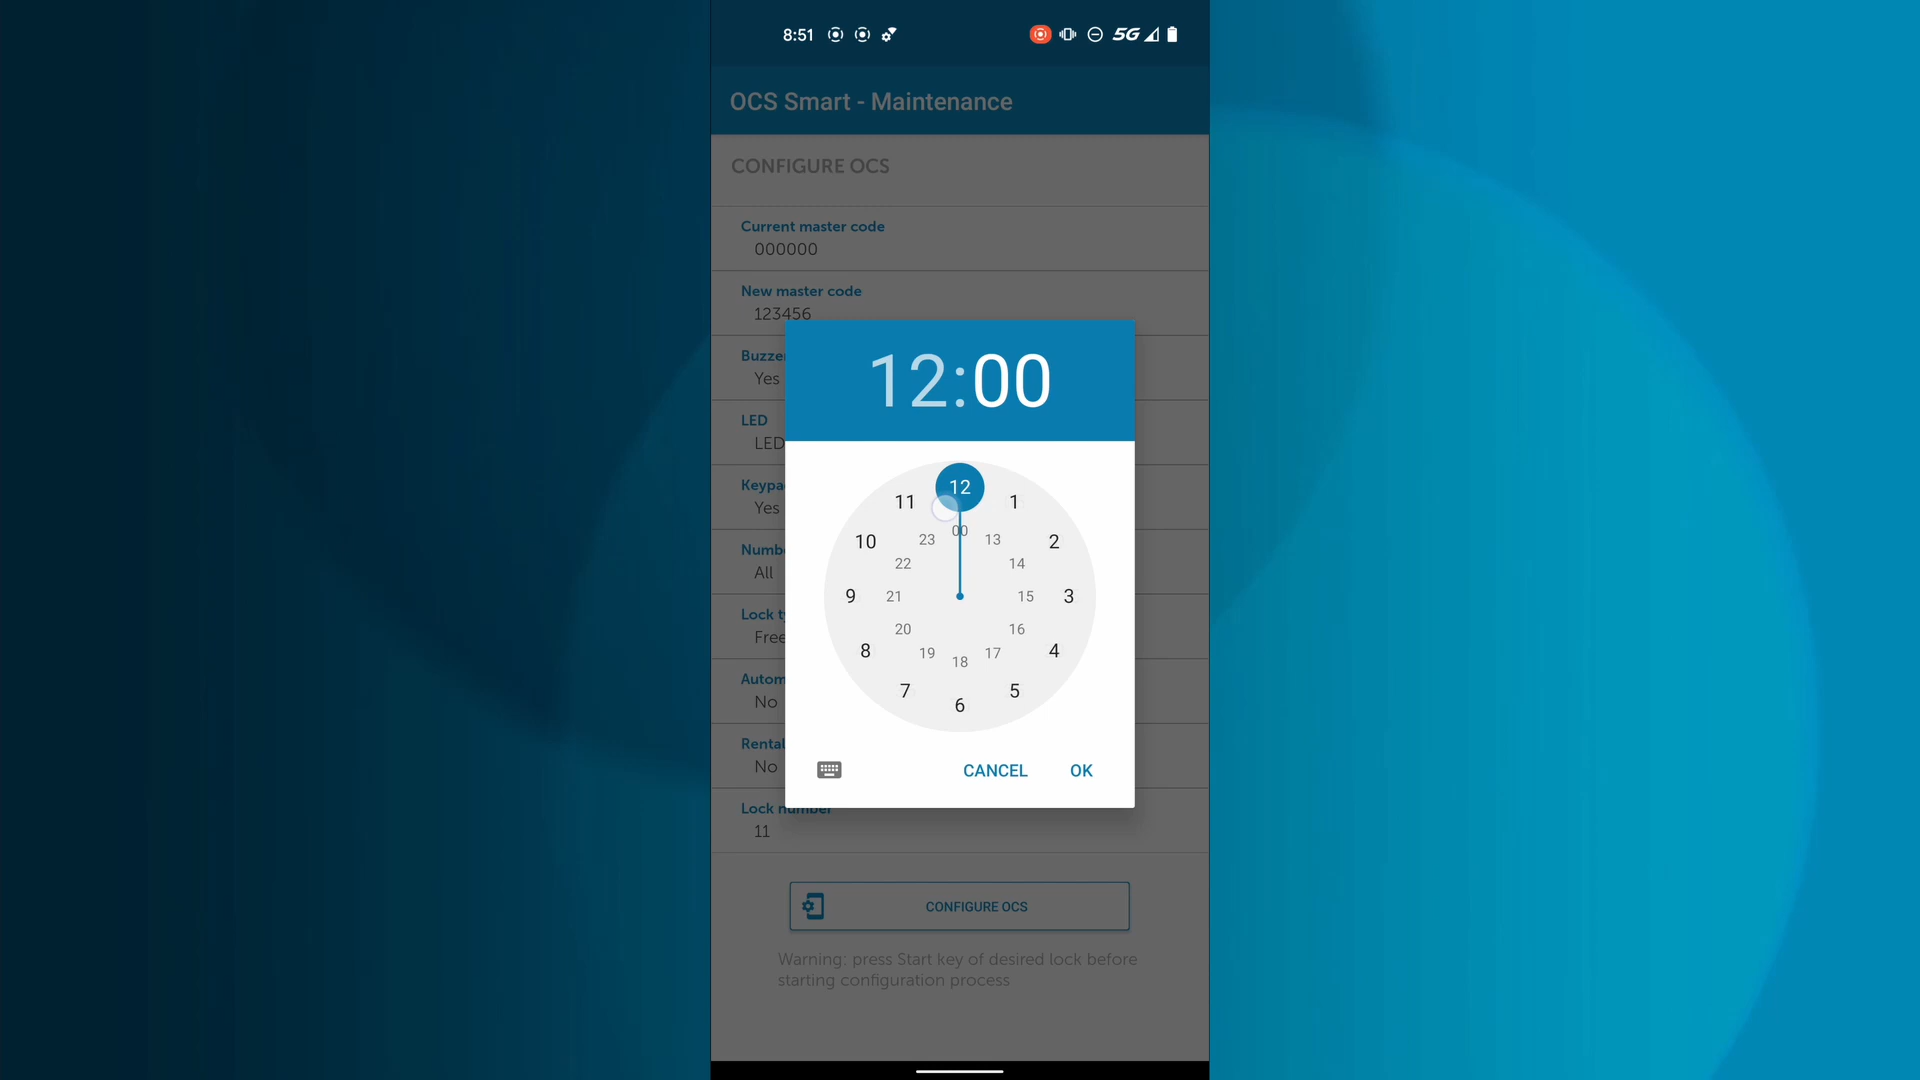 8:51
5G
OCS Smart - Maintenance
CONFIGURE OCS
Current master code
000000
New master code
123456
Buzze
Yes
LED
LED
Keypa
Yes
Numb
All
Lock t
Free
Autom
No
Rental
No
Lock number
11
12:00
12
11
1
00
23
13
10
2
22
14
9
21
15
3
20
16
8
19
17
4
18
7
5
6
CANCEL
OK
CONFIGURE OCS
Warning: press Start key of desired lock before
starting configuration process